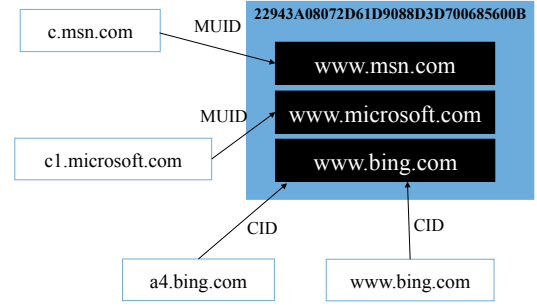 22943A08072D61D9088D3D700685600B
c.msn.com
MUID
www.msn.com
MUID
www.microsoft.com
c1.microsoft.com
www.bing.com
CID
CID
a4.bing.com
www.bing.com